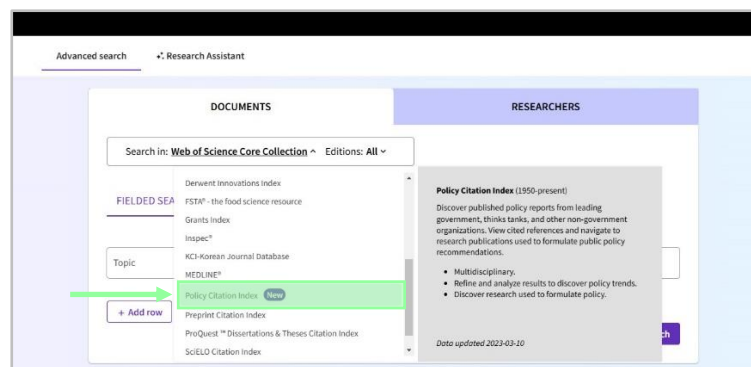 Advanced search
Research Assistant
DOCUMENTS
RESEARCHERS
Search in: Web of Science Core Collection Editions: All
FIELDED SEA
Topic
+ Add row
Derwent Innovations Index
FSTA® - the food science resource
Grants Index
Inspec®
KCI-Korean Journal Database
MEDLINE®
Policy Citation Index New
Preprint Citation Index
ProQuest ™ Dissertations & Theses Citation Index
SciELO Citation Index
Policy Citation Index (1950-present)
Discover published policy reports from leading
government, thinks tanks, and other non-government
organizations. View cited references and navigate to
research publications used to formulate public policy
recommendations.
• Multidisciplinary.
• Refine and analyze results to discover policy trends.
• Discover research used to formulate policy.
Data updated 2023-03-10
ch